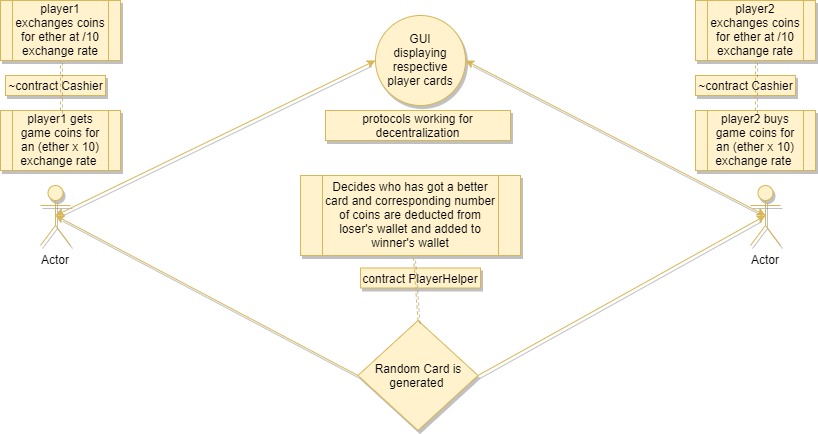 player1
exchanges coins
for ether at /10
exchange rate
~contract Cashier
player1 gets
game coins for
an (ether x 10)
exchange rate
Actor
GUI
displaying
respective
player cards
protocols working for
decentralization
Decides who has got a better
card and corresponding number
of coins are deducted from
loser's wallet and added to
winner's wallet
contract PlayerHelper
Random Card is
generated
player2
exchanges coins
for ether at /10
exchange rate
~contract Cashier
player2 buys
game coins for
an (ether x 10)
exchange rate
Actor